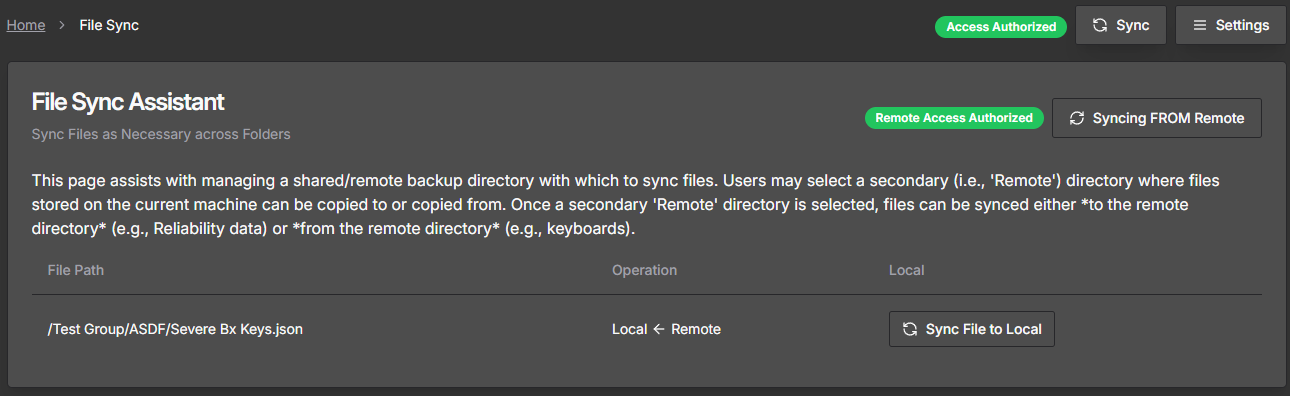 Home > File Sync
Access Authorized
Sync
Settings
File Sync Assistant
Sync Files as Necessary across Folders
Remote Access Authorized
Syncing FROM Remote
This page assists with managing a shared/remote backup directory with which to sync files. Users may select a secondary (i.e., 'Remote') directory where files
stored on the current machine can be copied to or copied from. Once a secondary 'Remote' directory is selected, files can be synced either *to the remote
directory* (e.g., Reliability data) or *from the remote directory* (e.g., keyboards).
File Path Operation Local
/Test Group/ASDF/Severe Bx Keys.json Local ← Remote Sync File to Local